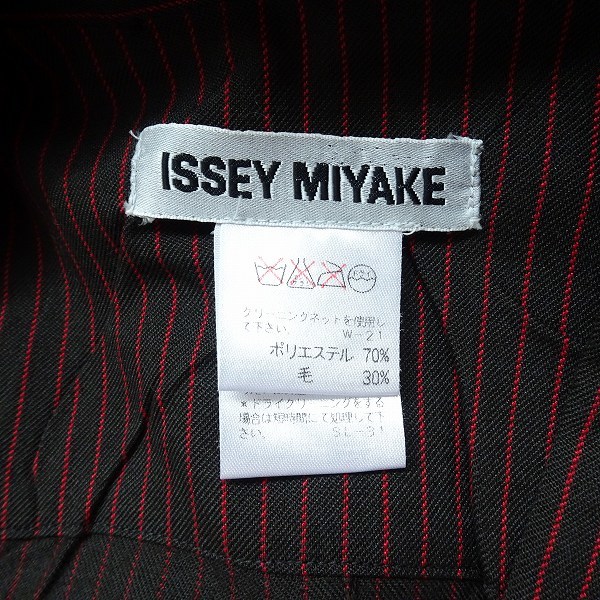 ISSEY MIYAKE
クリーニングネットを使用し
て下さい。 W-21
ポリエステル 70%
毛 30%
※ドライクリーニングをする
場合は短時間にて処理して下
さい。 SL-31